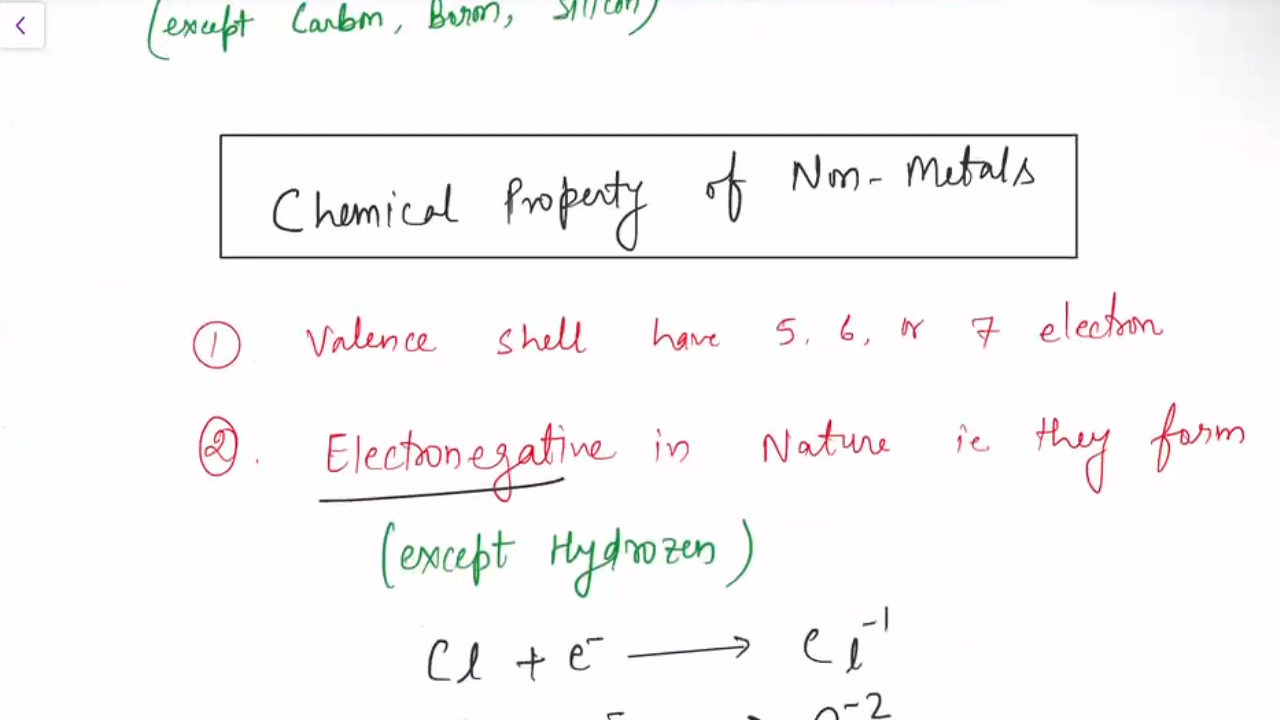 (except Carbon, Boron, Silicon)
Chemical Property of Non-Metals
① Valence shell have 5, 6, or 7 electron
②. Electronegative in Nature ie they form
(except Hydrozen)
Cl + e⁻ ⟶ Cl⁻¹